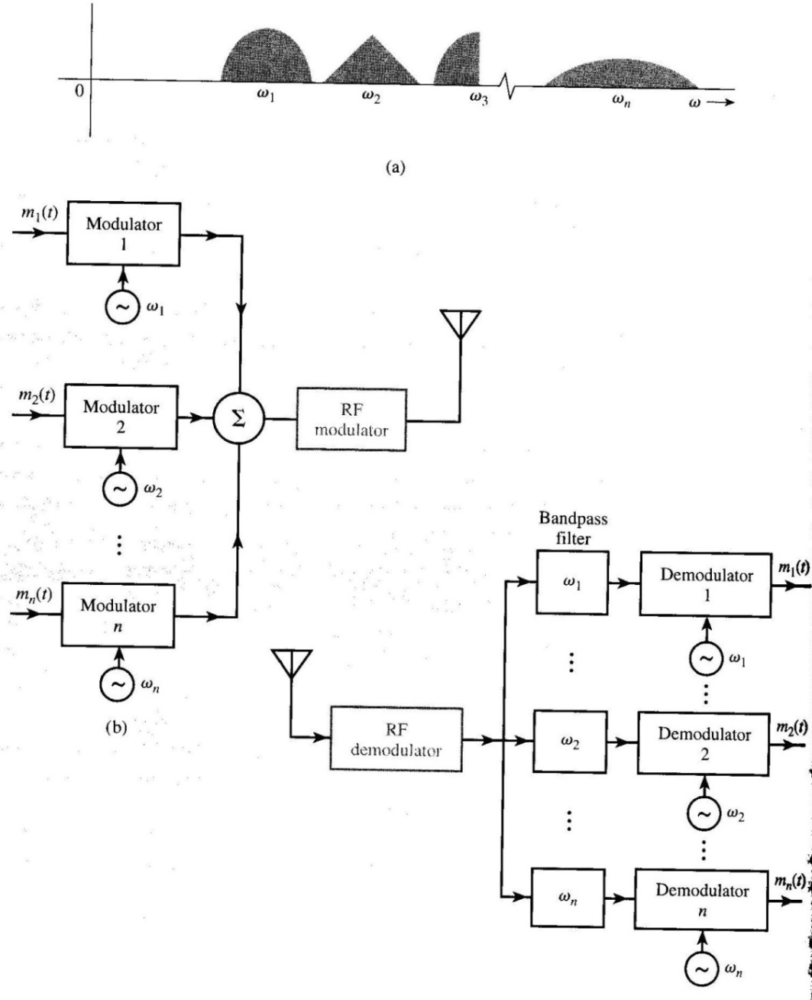 0
ω₁ ω₂ ω₃ ωₙ ω
(a)
m₁(t)
Modulator
1
~ ω₁
m₂(t)
Modulator
2
~ ω₂
Σ
RF
modulator
⋮
mₙ(t)
Modulator
n
~ ωₙ
(b)
RF
demodulator
Bandpass
filter
ω₁
Demodulator
1
m₁(t)
~ ω₁
⋮
⋮
ω₂
Demodulator
2
m₂(t)
~ ω₂
⋮
⋮
ωₙ
Demodulator
n
mₙ(t)
~ ωₙ